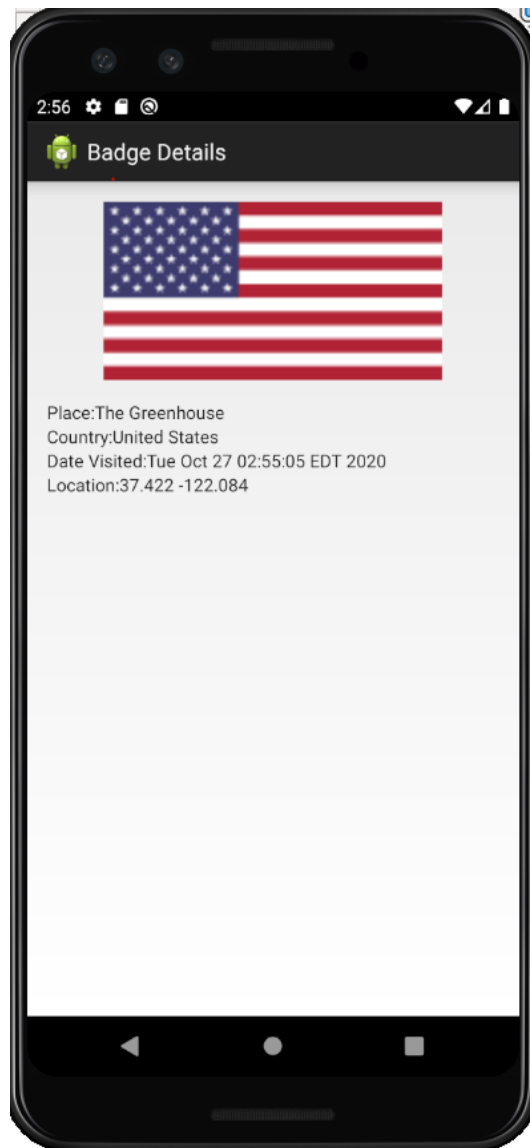 2:56
Badge Details
Place:The Greenhouse
Country:United States
Date Visited:Tue Oct 27 02:55:05 EDT 2020
Location:37.422 -122.084